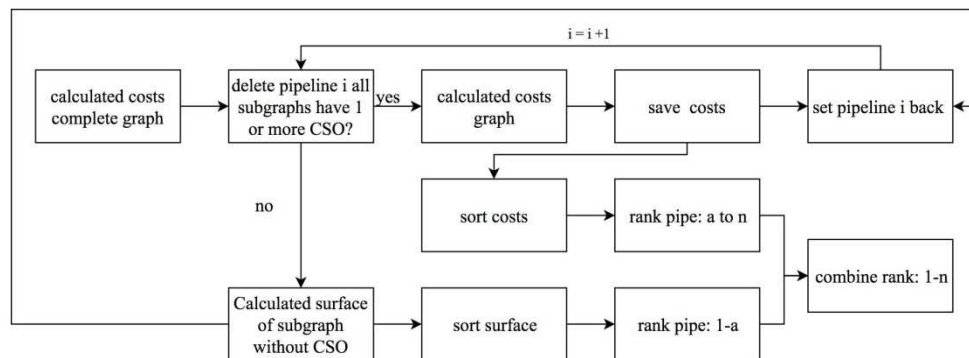 i = i +1
calculated costs
complete graph
delete pipeline i all
subgraphs have 1
or more CSO?
yes
calculated costs
graph
save costs
set pipeline i back
no
sort costs
rank pipe: a to n
combine rank: 1-n
Calculated surface
of subgraph
without CSO
sort surface
rank pipe: 1-a